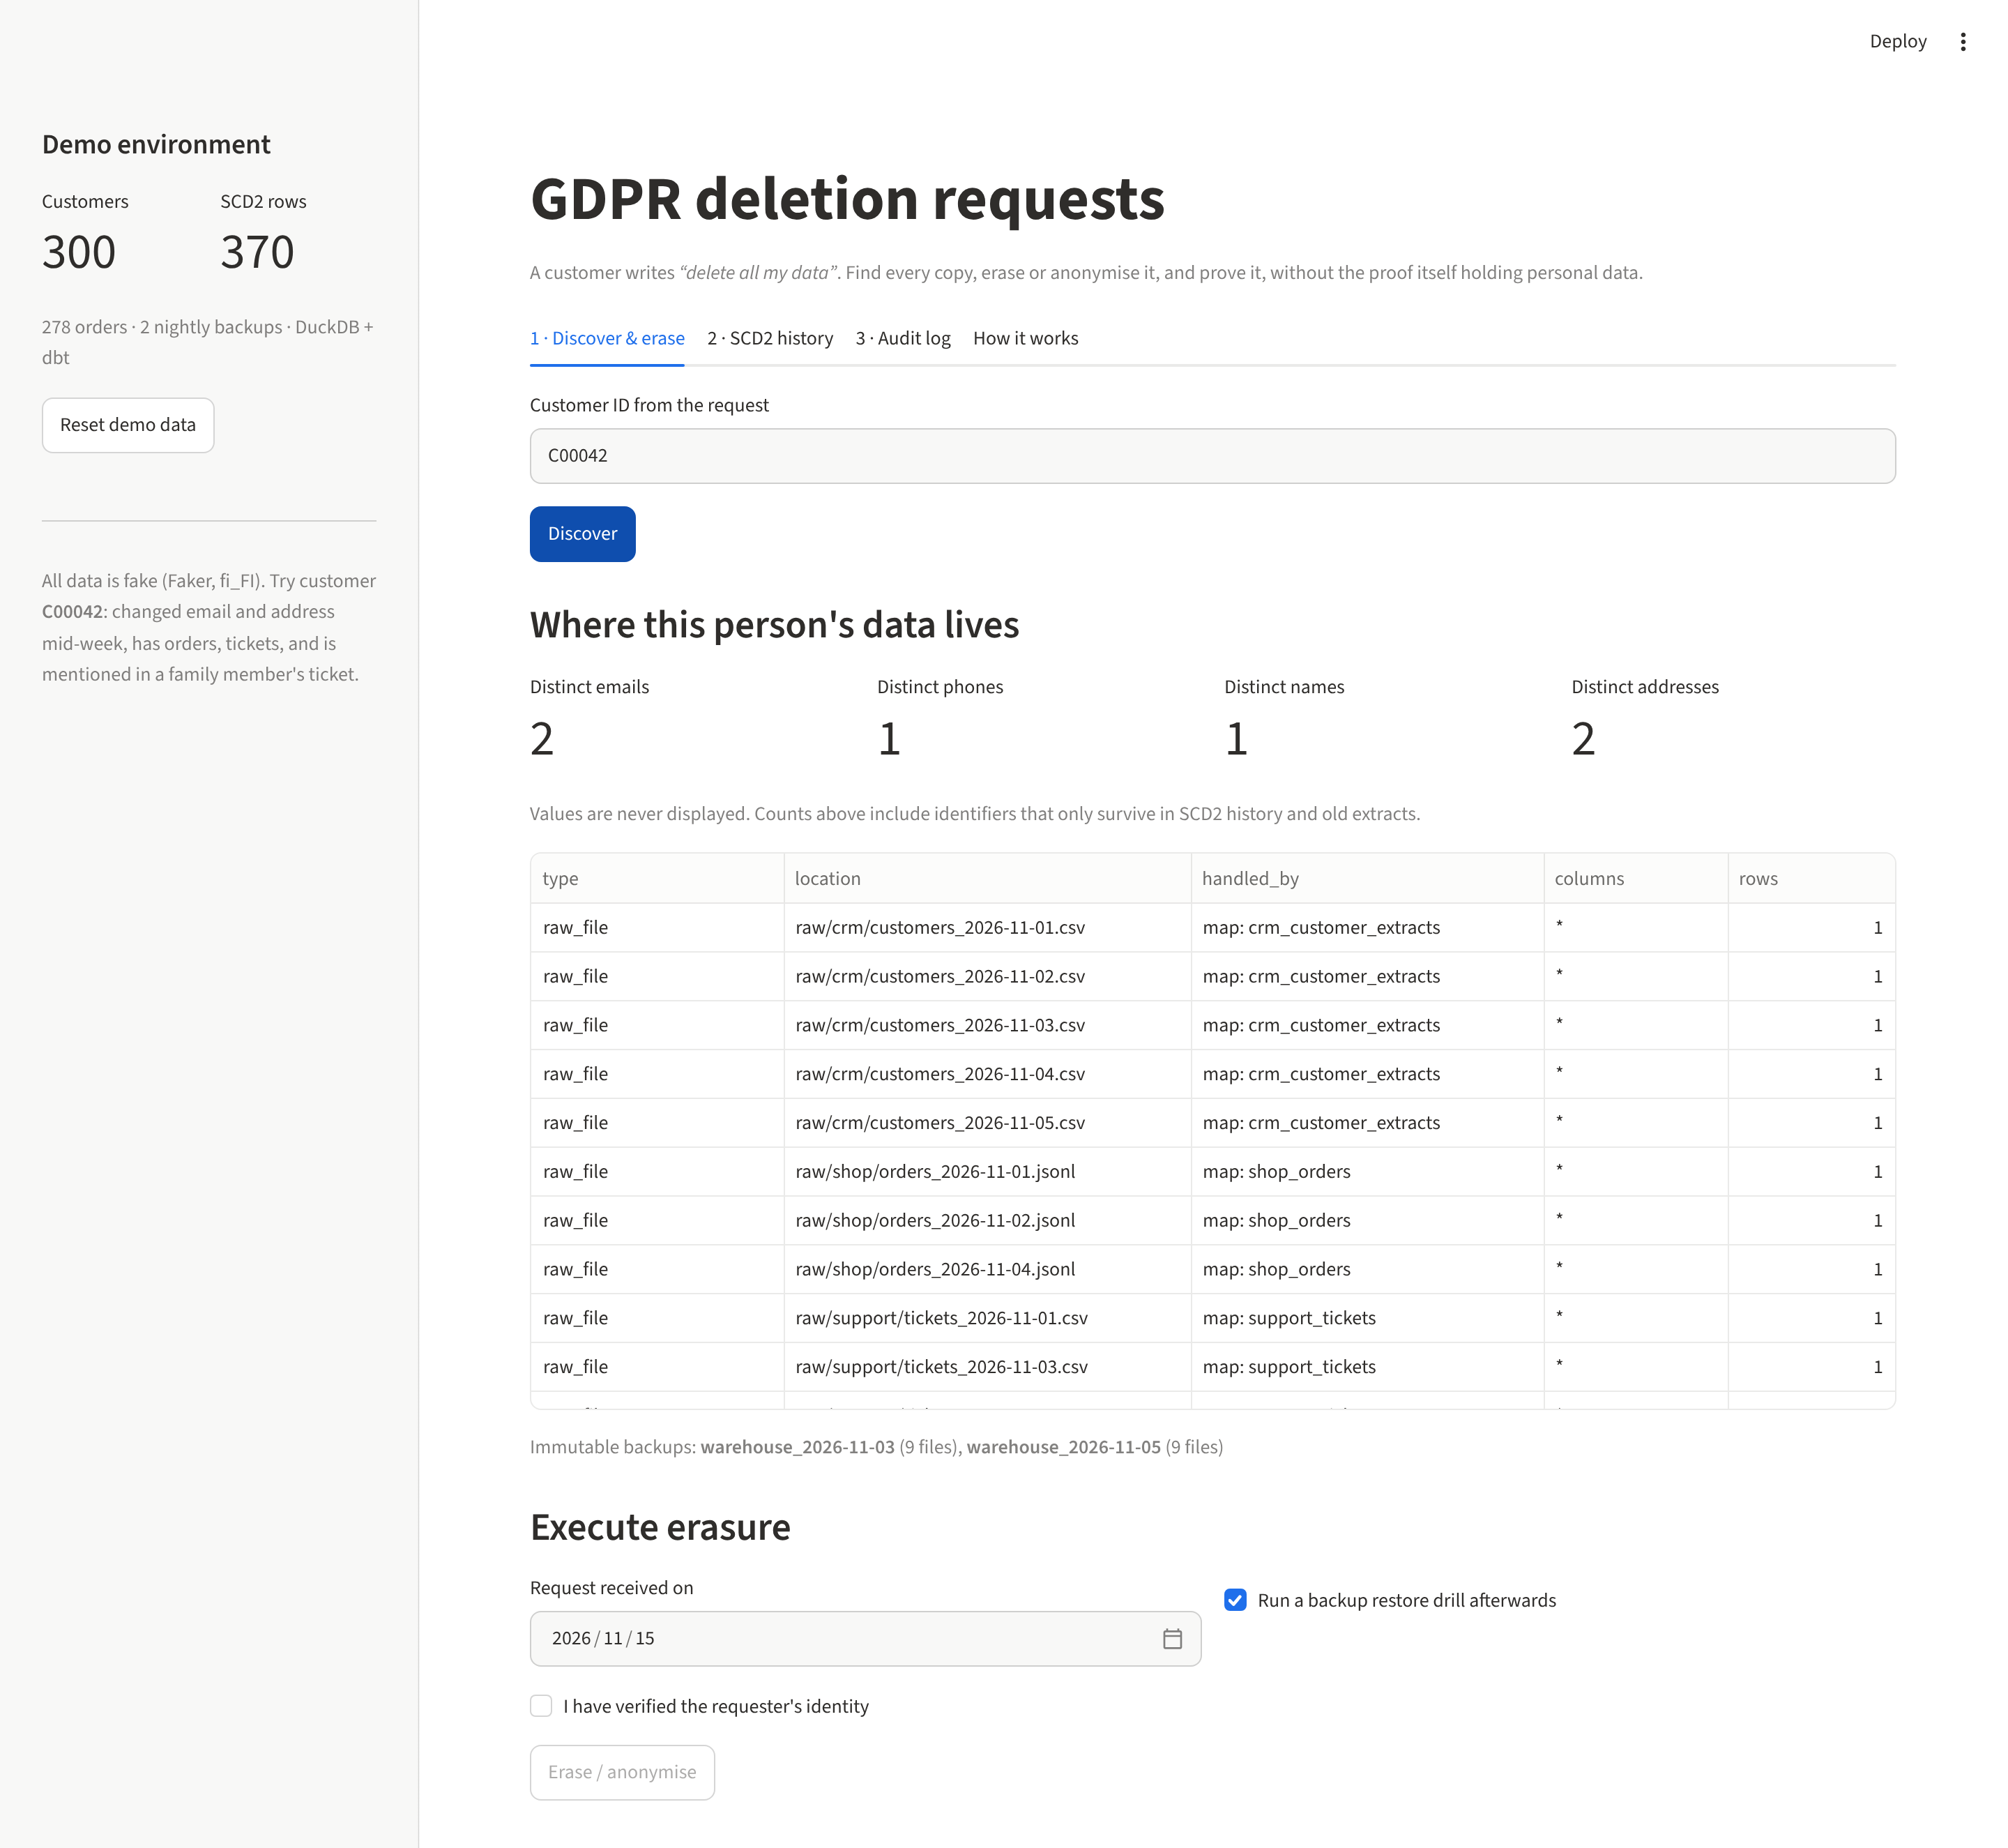 Deploy
Demo environment
Customers SCD2 rows
300 370
278 orders · 2 nightly backups · DuckDB +
dbt
Reset demo data
All data is fake (Faker, fi_FI). Try customer
C00042: changed email and address
mid-week, has orders, tickets, and is
mentioned in a family member's ticket.
GDPR deletion requests
A customer writes “delete all my data”. Find every copy, erase or anonymise it, and prove it, without the proof itself holding personal data.
1 · Discover & erase 2 · SCD2 history 3 · Audit log How it works
Customer ID from the request
C00042
Discover
Where this person's data lives
Distinct emails Distinct phones Distinct names Distinct addresses
2 1 1 2
Values are never displayed. Counts above include identifiers that only survive in SCD2 history and old extracts.
type location handled_by columns rows
raw_file raw/crm/customers_2026-11-01.csv map: crm_customer_extracts * 1
raw_file raw/crm/customers_2026-11-02.csv map: crm_customer_extracts * 1
raw_file raw/crm/customers_2026-11-03.csv map: crm_customer_extracts * 1
raw_file raw/crm/customers_2026-11-04.csv map: crm_customer_extracts * 1
raw_file raw/crm/customers_2026-11-05.csv map: crm_customer_extracts * 1
raw_file raw/shop/orders_2026-11-01.jsonl map: shop_orders * 1
raw_file raw/shop/orders_2026-11-02.jsonl map: shop_orders * 1
raw_file raw/shop/orders_2026-11-04.jsonl map: shop_orders * 1
raw_file raw/support/tickets_2026-11-01.csv map: support_tickets * 1
raw_file raw/support/tickets_2026-11-03.csv map: support_tickets * 1
Immutable backups: warehouse_2026-11-03 (9 files), warehouse_2026-11-05 (9 files)
Execute erasure
Request received on
2026/11/15
Run a backup restore drill afterwards
I have verified the requester's identity
Erase / anonymise